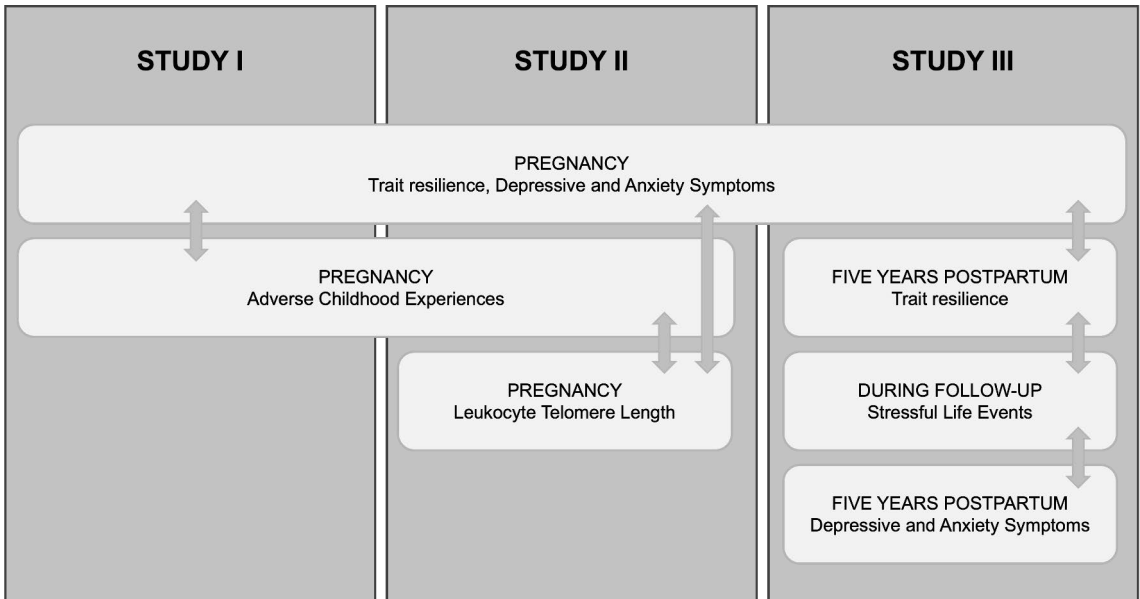 STUDY I
STUDY II
STUDY III
PREGNANCY
Trait resilience, Depressive and Anxiety Symptoms
PREGNANCY
Adverse Childhood Experiences
FIVE YEARS POSTPARTUM
Trait resilience
PREGNANCY
Leukocyte Telomere Length
DURING FOLLOW-UP
Stressful Life Events
FIVE YEARS POSTPARTUM
Depressive and Anxiety Symptoms